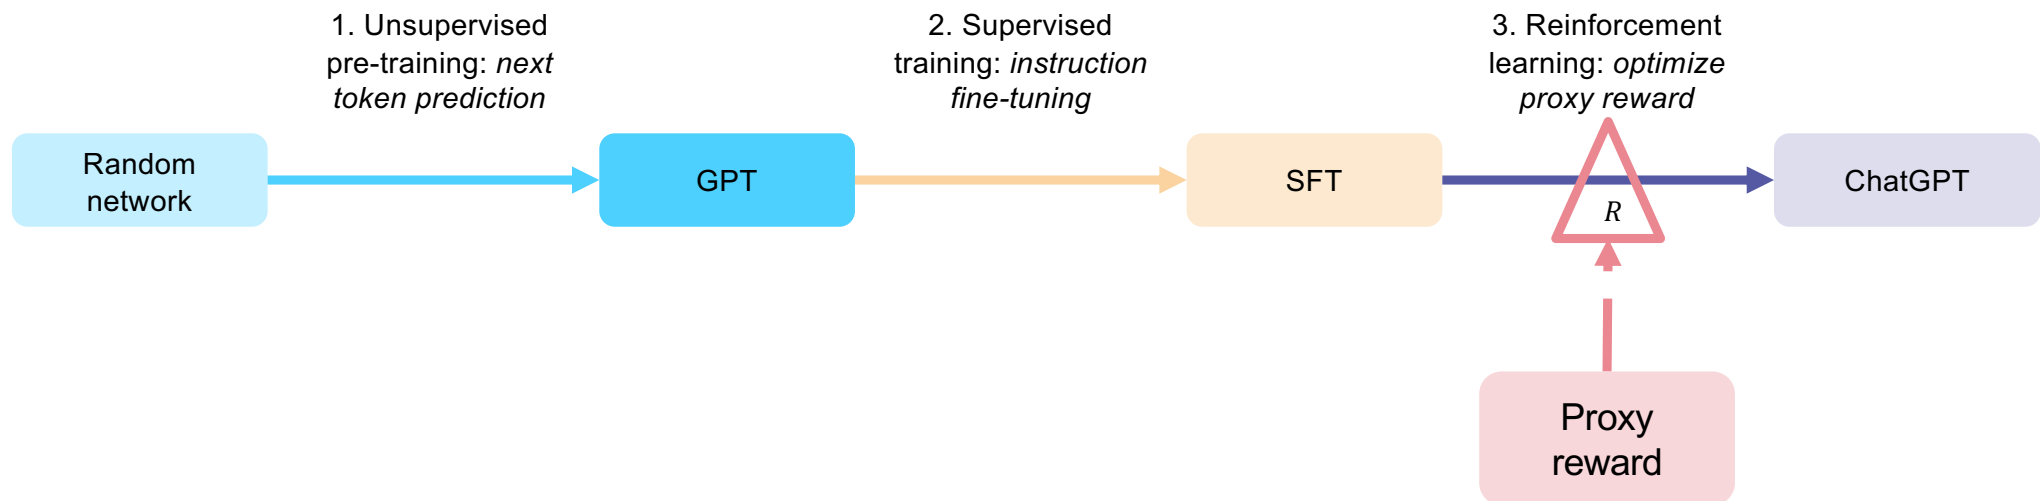 1. Unsupervised
pre-training: next
token prediction
2. Supervised
training: instruction
fine-tuning
3. Reinforcement
learning: optimize
proxy reward
Random
network
GPT
SFT
R
ChatGPT
Proxy
reward